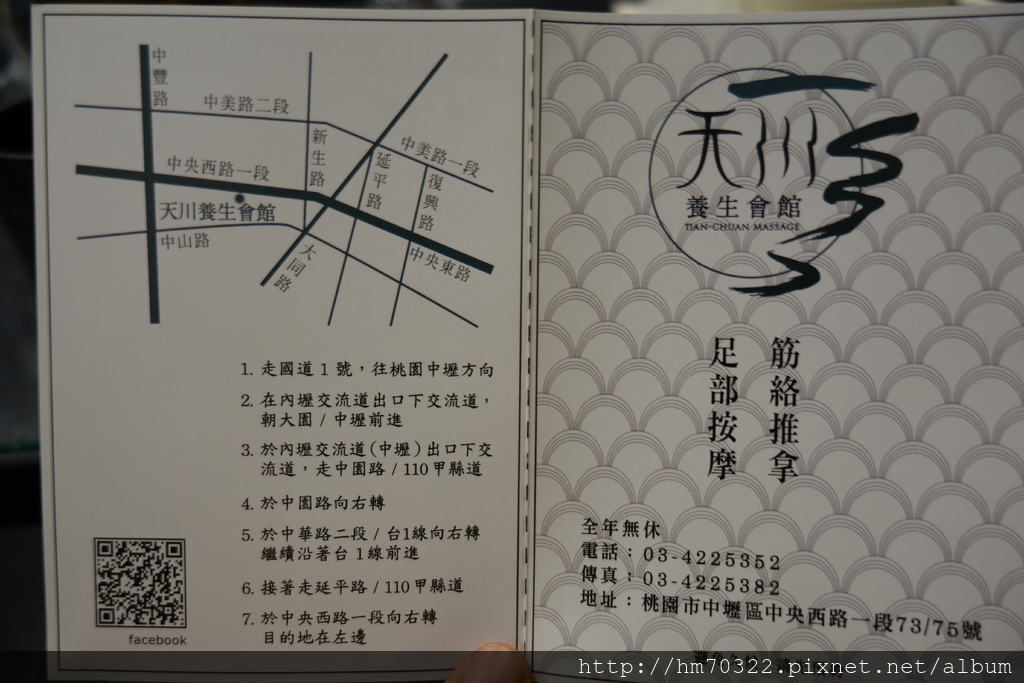 中豐路
中美路二段
新生路
中美路一段
延平路
復興路
中央西路一段
天川養生會館
中山路
大同路
中央東路
1. 走國道1號，往桃園中壢方向
2. 在內壢交流道出口下交流道，
朝大園/中壢前進
3. 於內壢交流道(中壢)出口下交
流道，走中園路/110甲縣道
4. 於中園路向右轉
5. 於中華路二段/台1線向右轉
繼續沿著台1線前進
6. 接著走延平路/110甲縣道
7. 於中央西路一段向右轉
目的地在左邊
facebook
天川
養生會館
TIAN-CHUAN MASSAGE
筋絡推拿
足部按摩
全年無休
電話：03-4225352
傳真：03-4225382
地址：桃園市中壢區中央西路一段73/75號
http://hm70322.pixnet.net/album